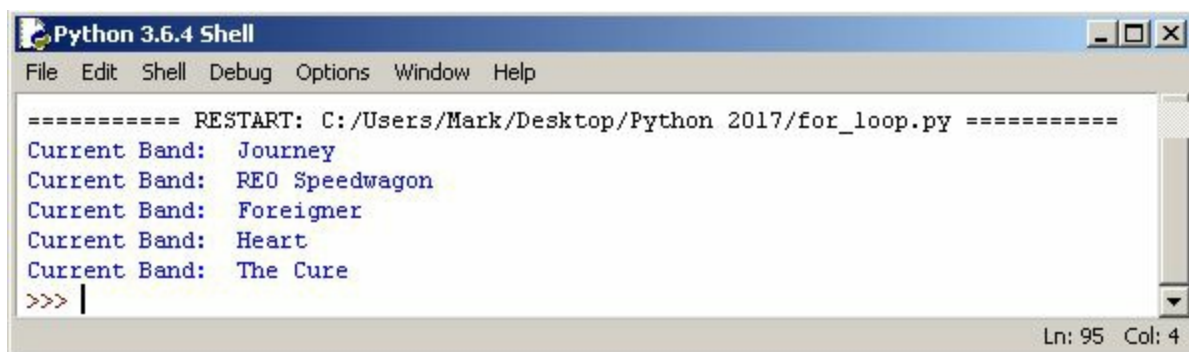 Python 3.6.4 Shell
File Edit Shell Debug Options Window Help
=========== RESTART: C:/Users/Mark/Desktop/Python 2017/for_loop.py ===========
Current Band:  Journey
Current Band:  REO Speedwagon
Current Band:  Foreigner
Current Band:  Heart
Current Band:  The Cure
>>>
Ln: 95 Col: 4